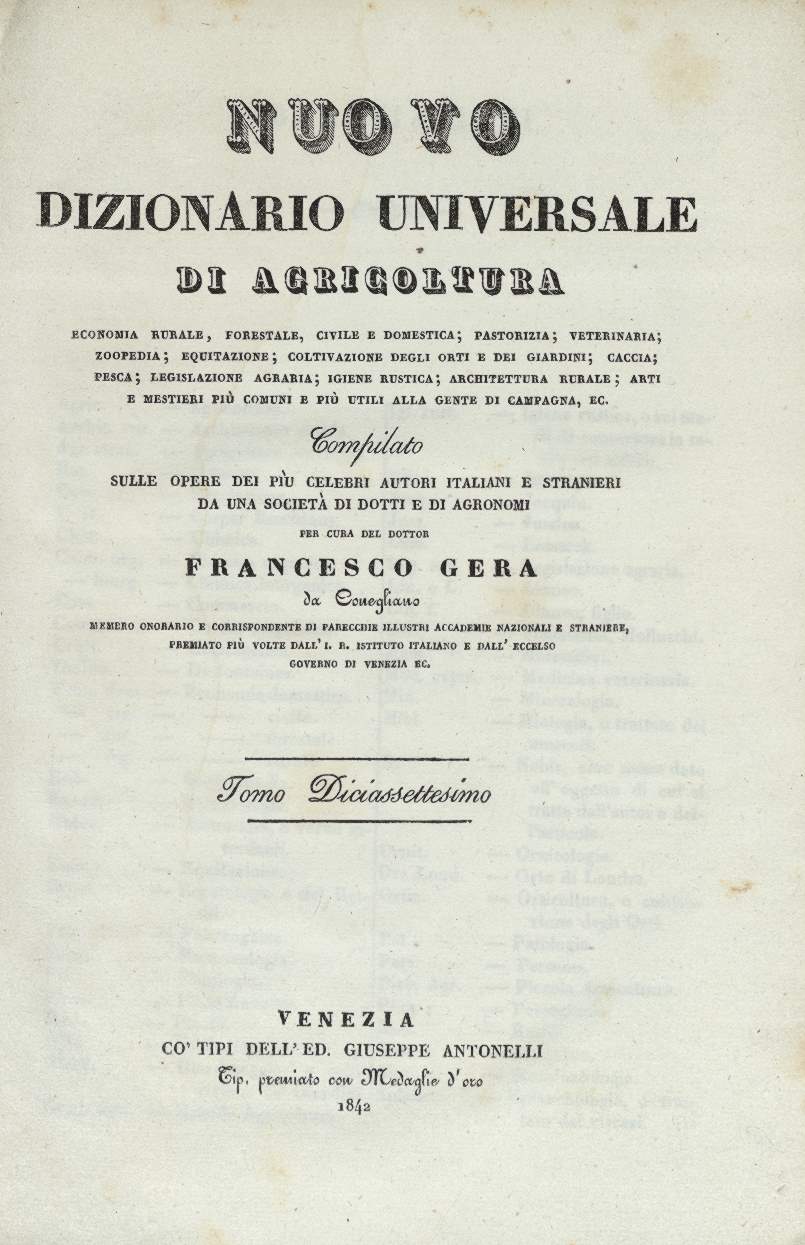 NUOVO
DIZIONARIO UNIVERSALE
DI AGRICOLTURA
ECONOMIA RURALE, FORESTALE, CIVILE E DOMESTICA; PASTORIZIA; VETERINARIA;
ZOOPEDIA; EQUITAZIONE; COLTIVAZIONE DEGLI ORTI E DEI GIARDINI; CACCIA;
PESCA; LEGISLAZIONE AGRARIA; IGIENE RUSTICA; ARCHITETTURA RURALE; ARTI
E MESTIERI PIÙ COMUNI E PIÙ UTILI ALLA GENTE DI CAMPAGNA, EC.
Compilato
SULLE OPERE DEI PIÙ CELEBRI AUTORI ITALIANI E STRANIERI
DA UNA SOCIETÀ DI DOTTI E DI AGRONOMI
PER CURA DEL DOTTOR
FRANCESCO GERA
da Conegliano
MEMBRO ONORARIO E CORRISPONDENTE DI PARECCHIE ILLUSTRI ACCADEMIE NAZIONALI E STRANIERE,
PREMIATO PIÙ VOLTE DALL' I. R. ISTITUTO ITALIANO E DALL' ECCELSO
GOVERNO DI VENEZIA EC.
Tomo Diciassettesimo
VENEZIA
CO' TIPI DELL' ED. GIUSEPPE ANTONELLI
Tip. premiato con Medaglie d'oro
1842